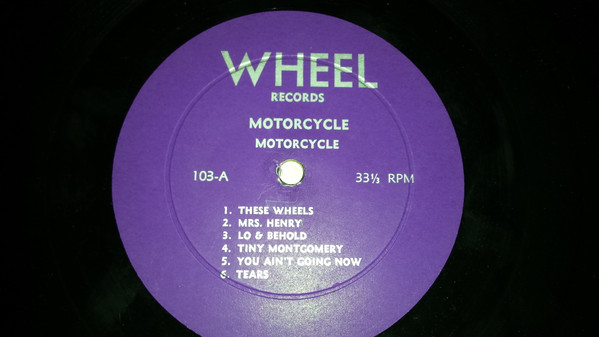 WHEEL
RECORDS
MOTORCYCLE
MOTORCYCLE
103-A 33⅓ RPM
1. THESE WHEELS
2. MRS. HENRY
3. LO & BEHOLD
4. TINY MONTGOMERY
5. YOU AIN'T GOING NOW
6. TEARS